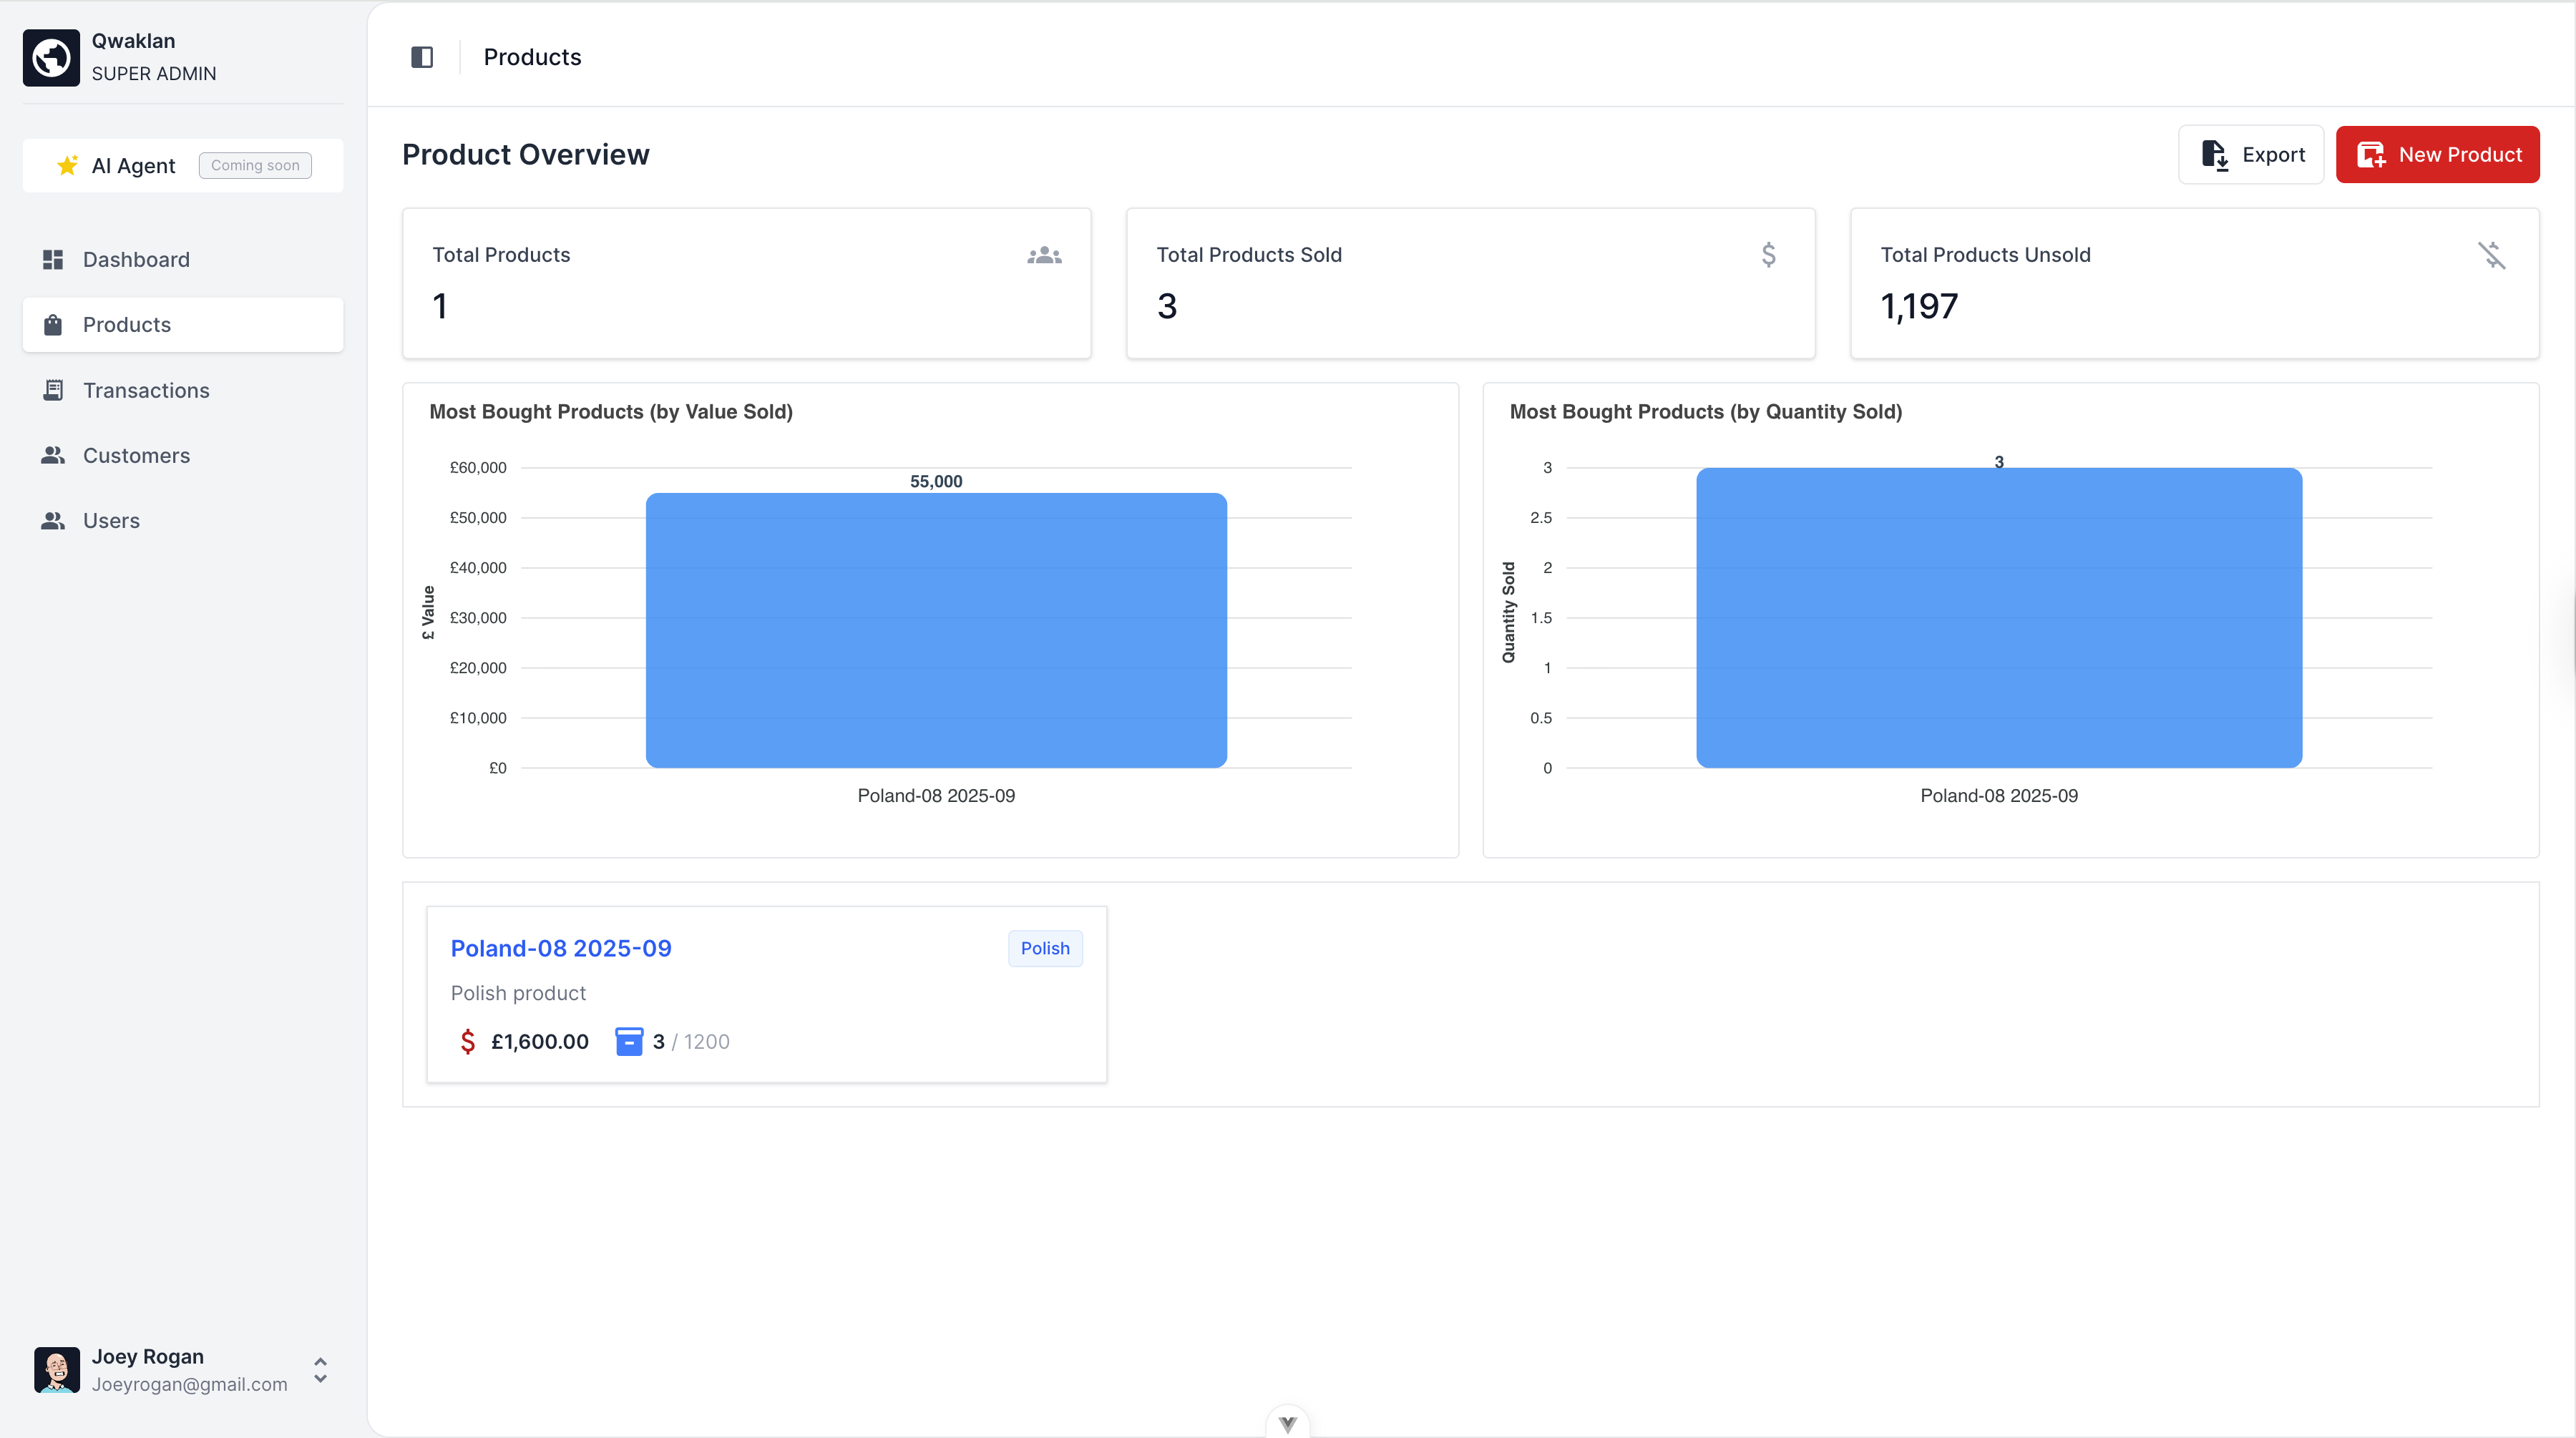 Qwaklan
SUPER ADMIN
AI Agent Coming soon
Dashboard
Products
Transactions
Customers
Users
Joey Rogan
Joeyrogan@gmail.com
Products
Product Overview
Export
New Product
Total Products
1
Total Products Sold
3
Total Products Unsold
1,197
Most Bought Products (by Value Sold)
£ Value
£60,000
£50,000
£40,000
£30,000
£20,000
£10,000
£0
55,000
Poland-08 2025-09
Most Bought Products (by Quantity Sold)
Quantity Sold
3
2.5
2
1.5
1
0.5
0
3
Poland-08 2025-09
Poland-08 2025-09
Polish
Polish product
$ £1,600.00 3 / 1200